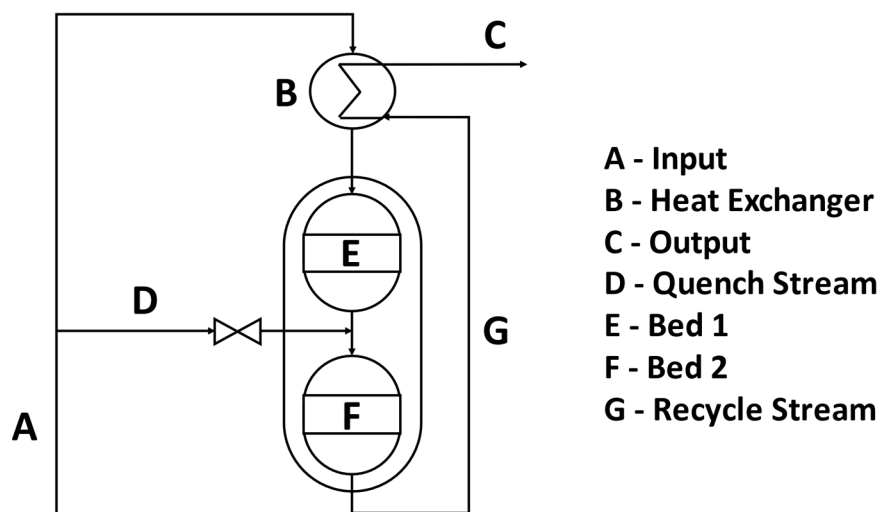 C
B
E
D
G
F
A
A - Input
B - Heat Exchanger
C - Output
D - Quench Stream
E - Bed 1
F - Bed 2
G - Recycle Stream